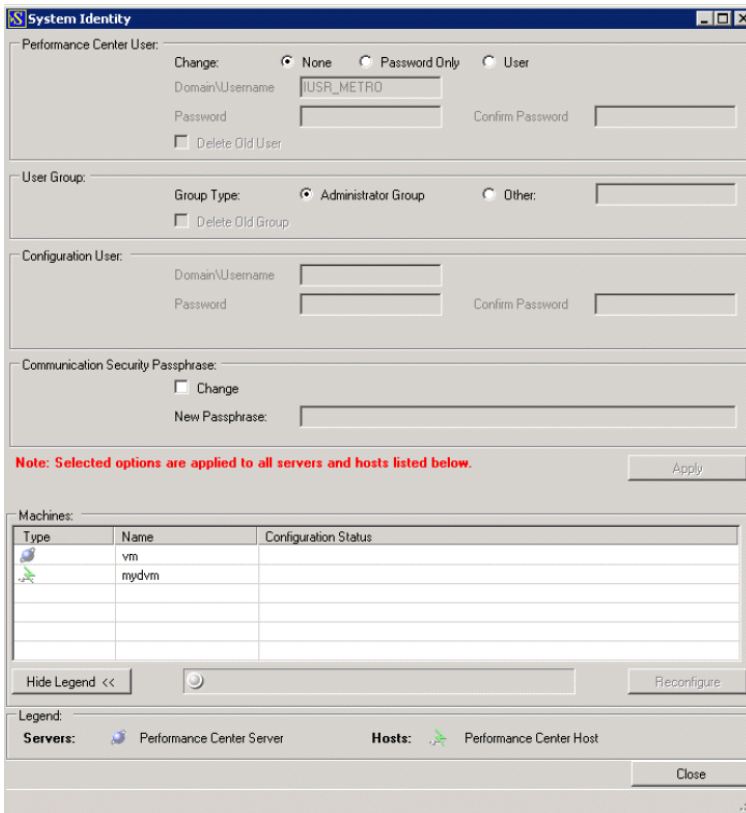 System Identity
Performance Center User:
Change: None Password Only User
Domain\Username IUSR_METRO
Password Confirm Password
Delete Old User
User Group:
Group Type: Administrator Group Other:
Delete Old Group
Configuration User:
Domain\Username
Password Confirm Password
Communication Security Passphrase:
Change
New Passphrase:
Note: Selected options are applied to all servers and hosts listed below.
Apply
Machines:
Type Name Configuration Status
vm
mydvm
Hide Legend << Reconfigure
Legend:
Servers: Performance Center Server Hosts: Performance Center Host
Close